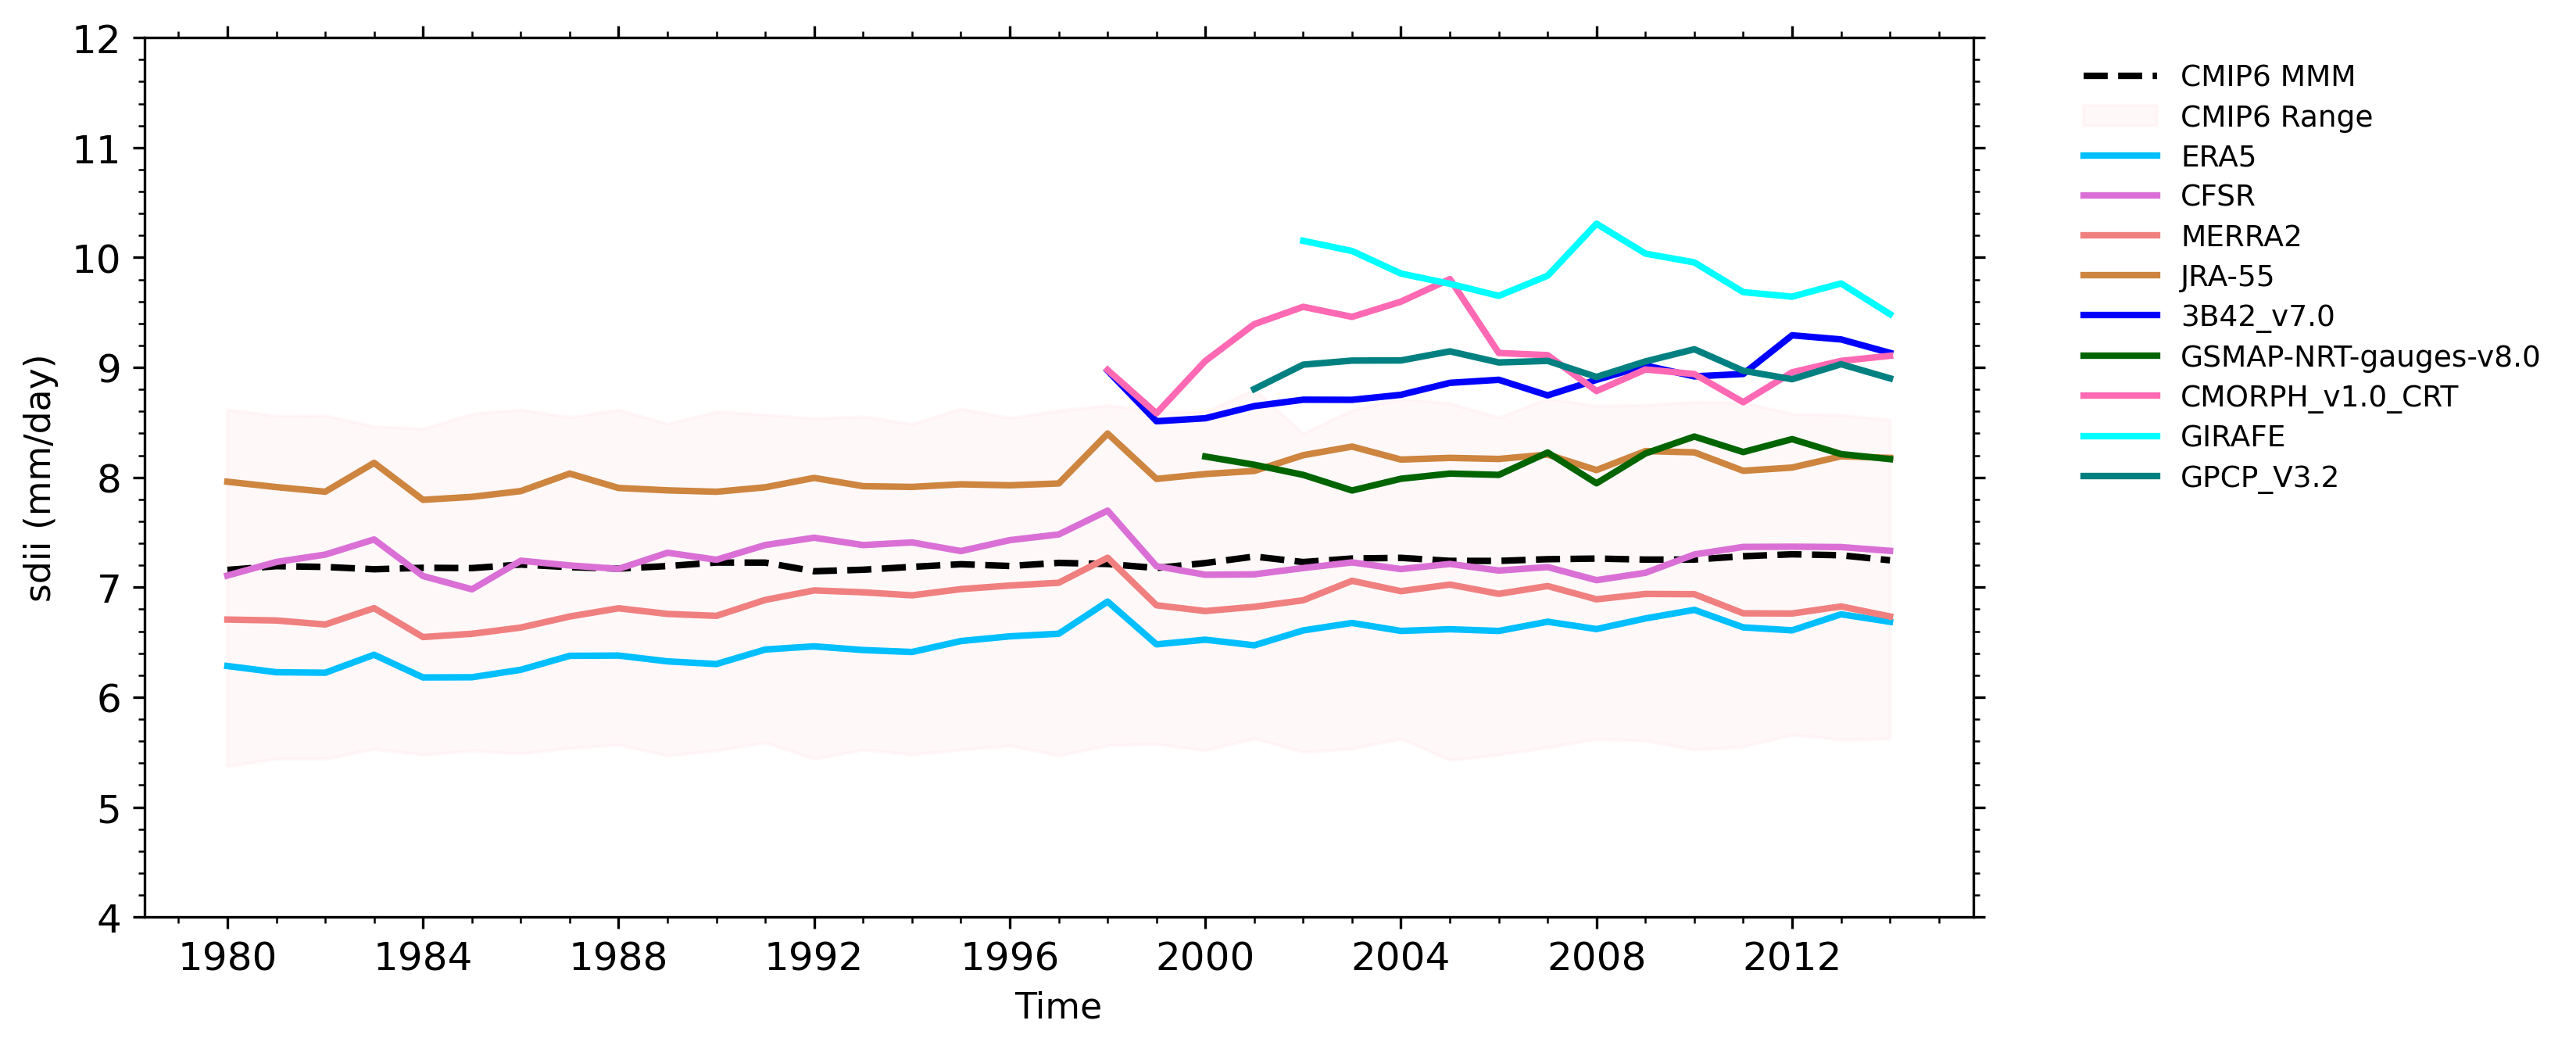 12
11
10
9
8
7
6
5
4
sdii (mm/day)
1980 1984 1988 1992 1996 2000 2004 2008 2012
Time
CMIP6 MMM
CMIP6 Range
ERA5
CFSR
MERRA2
JRA-55
3B42_v7.0
GSMAP-NRT-gauges-v8.0
CMORPH_v1.0_CRT
GIRAFE
GPCP_V3.2